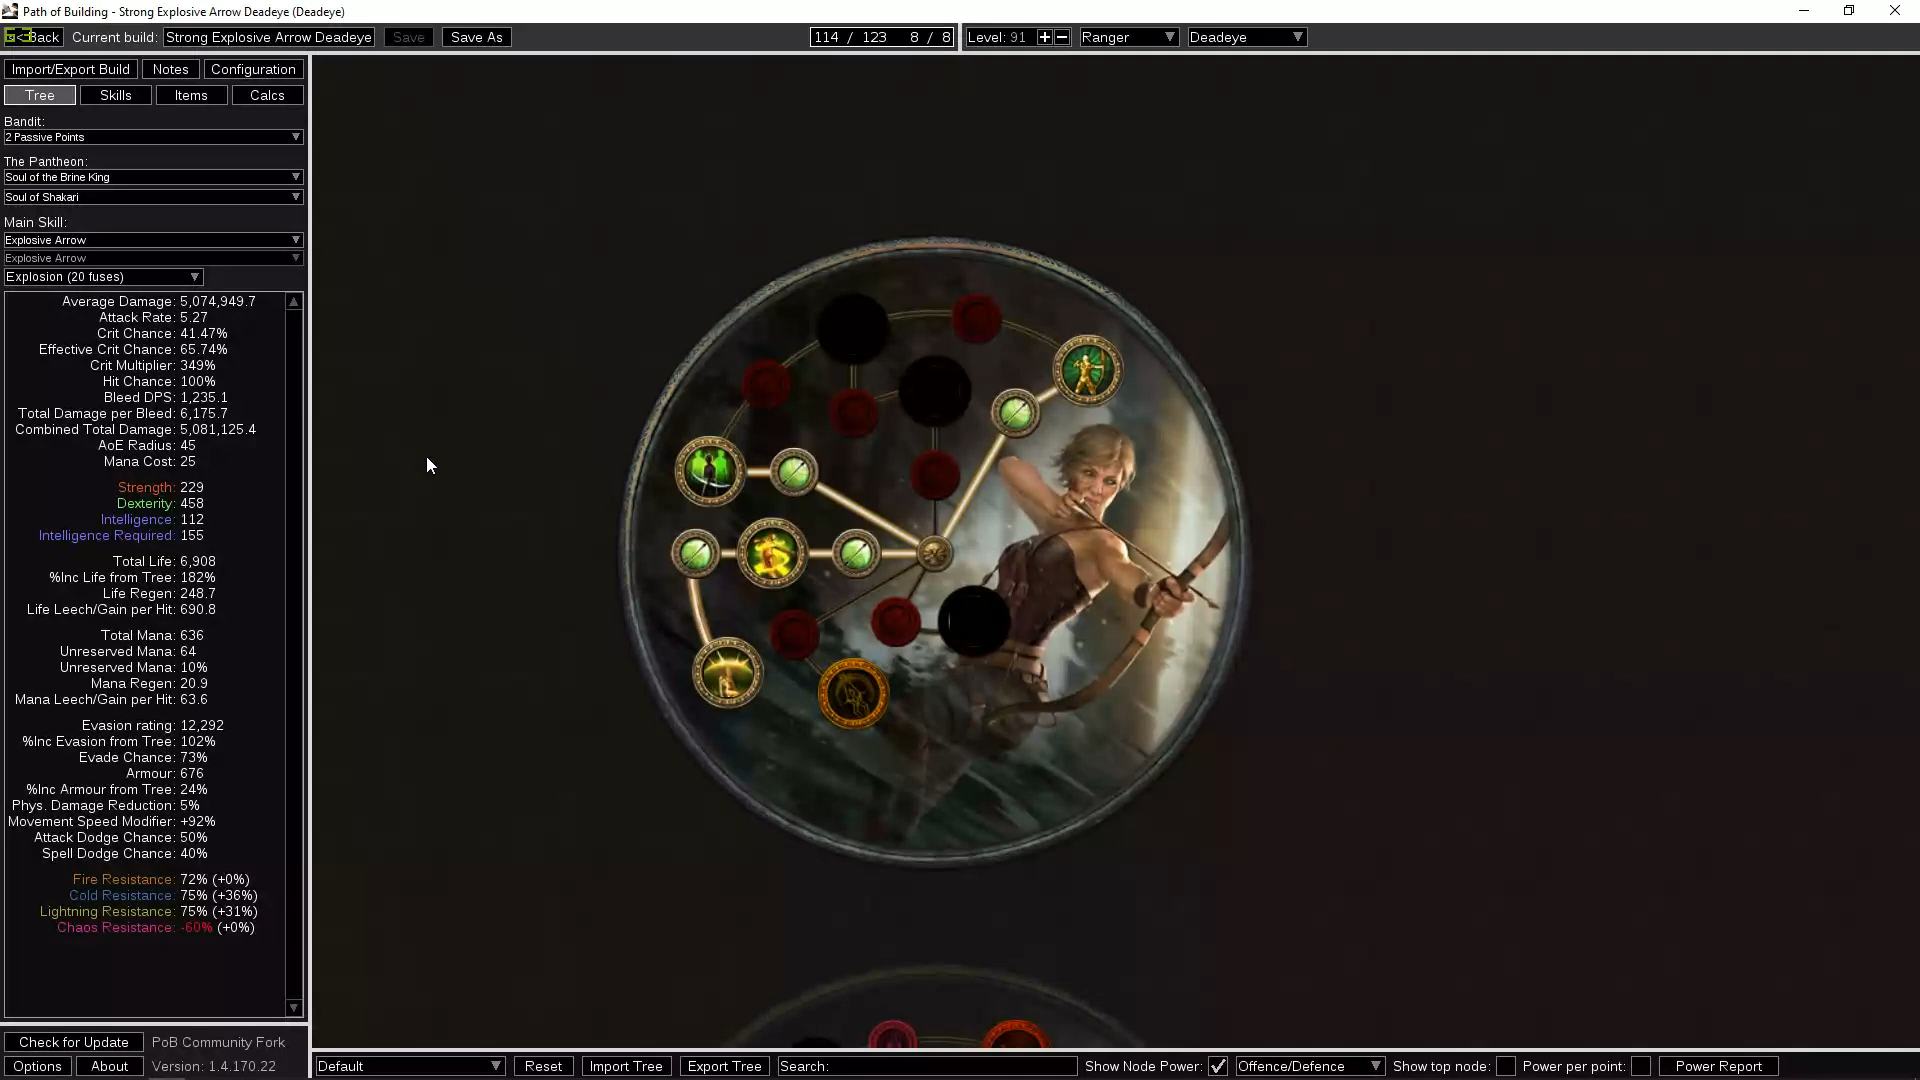 Path of Building - Strong Explosive Arrow Deadeye (Deadeye)
<< Back Current build: Strong Explosive Arrow Deadeye Save Save As 114 / 123 8 / 8 Level: 91 + - Ranger Deadeye
Import/Export Build Notes Configuration
Tree Skills Items Calcs
Bandit:
2 Passive Points
The Pantheon:
Soul of the Brine King
Soul of Shakari
Main Skill:
Explosive Arrow
Explosive Arrow
Explosion (20 fuses)
Average Damage: 5,074,949.7
Attack Rate: 5.27
Crit Chance: 41.47%
Effective Crit Chance: 65.74%
Crit Multiplier: 349%
Hit Chance: 100%
Bleed DPS: 1,235.1
Total Damage per Bleed: 6,175.7
Combined Total Damage: 5,081,125.4
AoE Radius: 45
Mana Cost: 25
Strength: 229
Dexterity: 458
Intelligence: 112
Intelligence Required: 155
Total Life: 6,908
%Inc Life from Tree: 182%
Life Regen: 248.7
Life Leech/Gain per Hit: 690.8
Total Mana: 636
Unreserved Mana: 64
Unreserved Mana: 10%
Mana Regen: 20.9
Mana Leech/Gain per Hit: 63.6
Evasion rating: 12,292
%Inc Evasion from Tree: 102%
Evade Chance: 73%
Armour: 676
%Inc Armour from Tree: 24%
Phys. Damage Reduction: 5%
Movement Speed Modifier: +92%
Attack Dodge Chance: 50%
Spell Dodge Chance: 40%
Fire Resistance: 72% (+0%)
Cold Resistance: 75% (+36%)
Lightning Resistance: 75% (+31%)
Chaos Resistance: -60% (+0%)
Check for Update PoB Community Fork
Options About Version: 1.4.170.22
Default Reset Import Tree Export Tree Search: Show Node Power: Offence/Defence Show top node: Power per point: Power Report